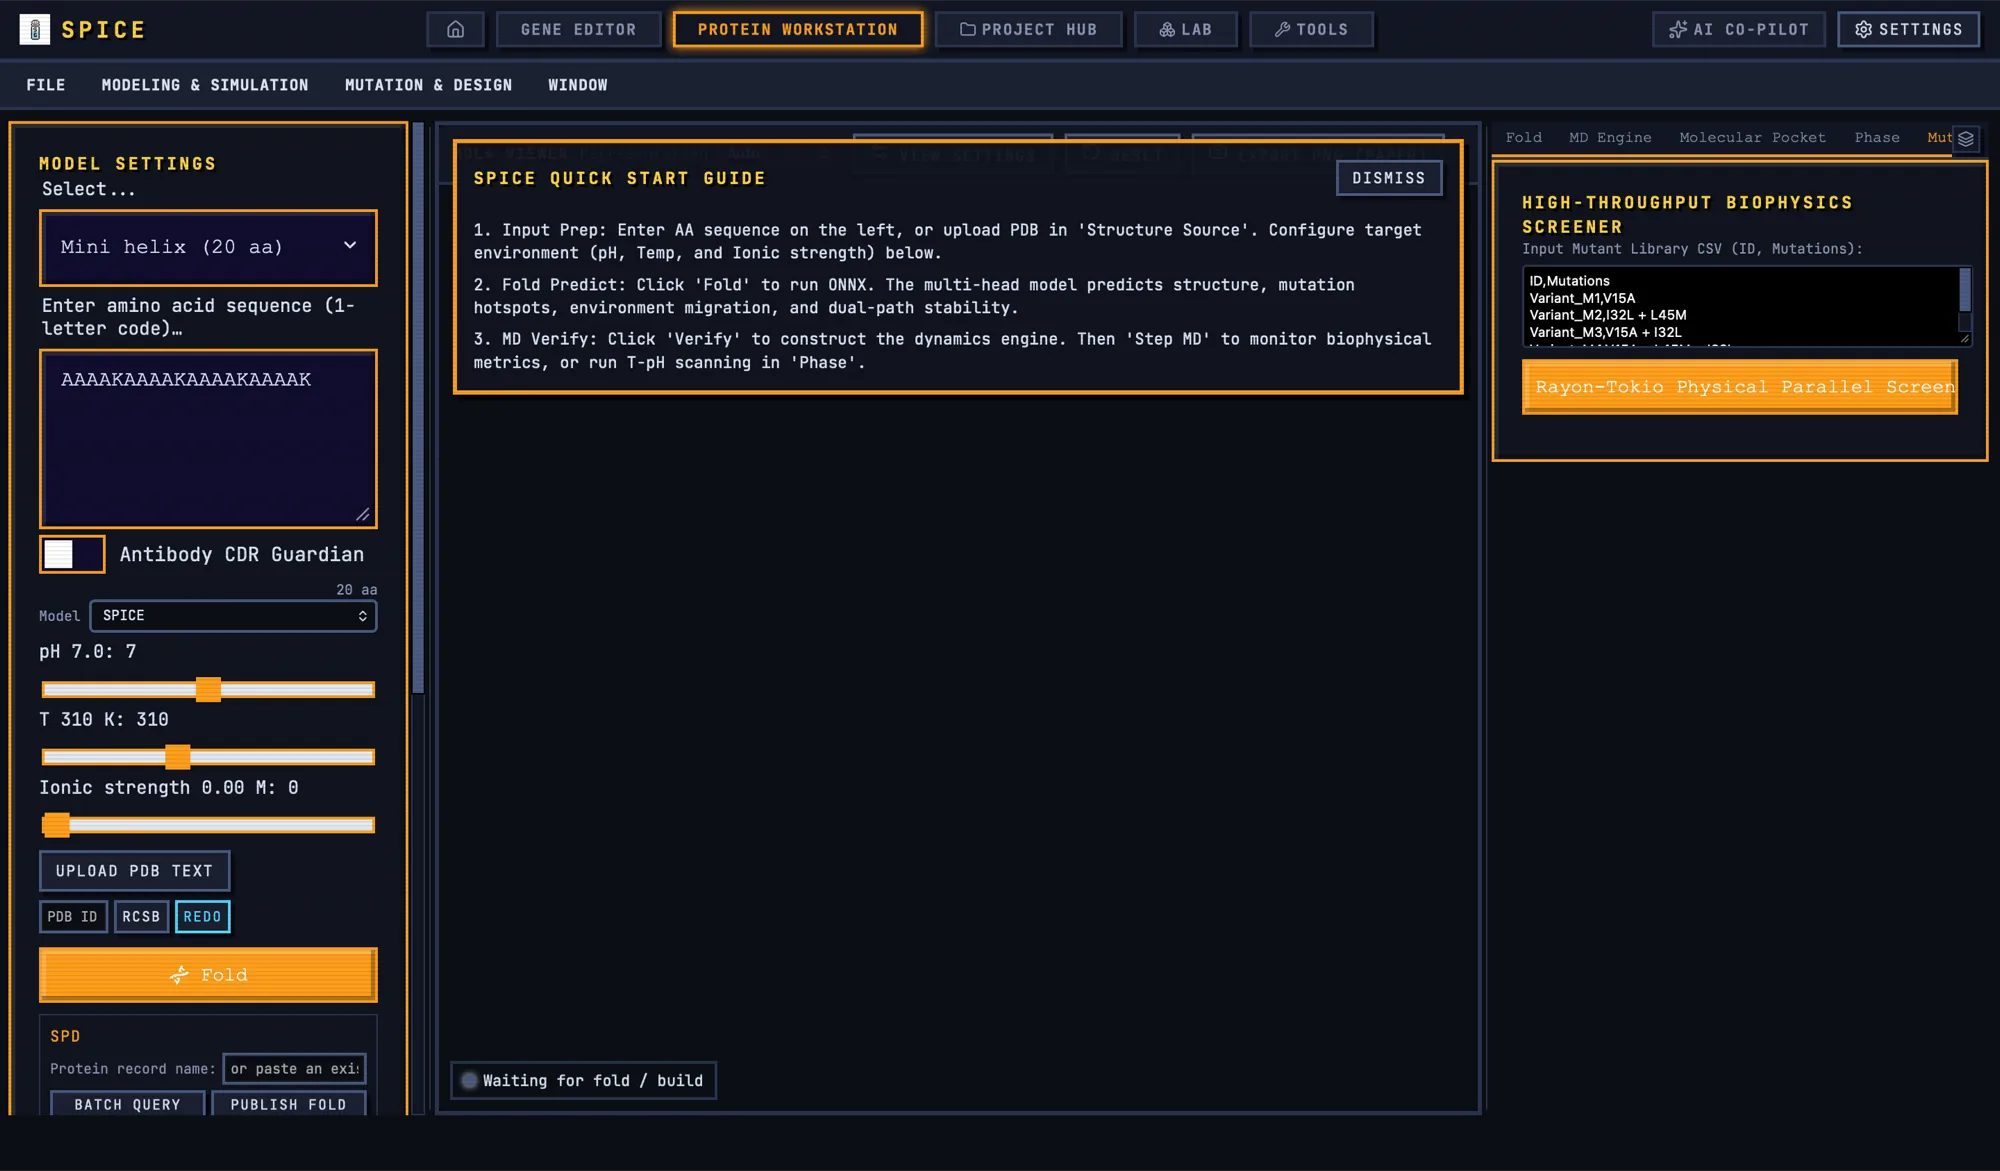 SPICE
GENE EDITOR
PROTEIN WORKSTATION
PROJECT HUB
LAB
TOOLS
AI CO-PILOT
SETTINGS
FILE
MODELING & SIMULATION
MUTATION & DESIGN
WINDOW
MODEL SETTINGS
Select...
Mini helix (20 aa)
Enter amino acid sequence (1-
letter code)…
AAAAKAAAAKAAAAKAAAAK
Antibody CDR Guardian
20 aa
Model
SPICE
pH 7.0: 7
T 310 K: 310
Ionic strength 0.00 M: 0
UPLOAD PDB TEXT
PDB ID
RCSB
REDO
Fold
SPD
Protein record name:
or paste an exi
BATCH QUERY
PUBLISH FOLD
SPICE QUICK START GUIDE
DISMISS
1. Input Prep: Enter AA sequence on the left, or upload PDB in 'Structure Source'. Configure target
environment (pH, Temp, and Ionic strength) below.
2. Fold Predict: Click 'Fold' to run ONNX. The multi-head model predicts structure, mutation
hotspots, environment migration, and dual-path stability.
3. MD Verify: Click 'Verify' to construct the dynamics engine. Then 'Step MD' to monitor biophysical
metrics, or run T-pH scanning in 'Phase'.
Waiting for fold / build
Fold
MD Engine
Molecular Pocket
Phase
Mut
HIGH-THROUGHPUT BIOPHYSICS
SCREENER
Input Mutant Library CSV (ID, Mutations):
ID,Mutations
Variant_M1,V15A
Variant_M2,I32L + L45M
Variant_M3,V15A + I32L
Rayon-Tokio Physical Parallel Screen